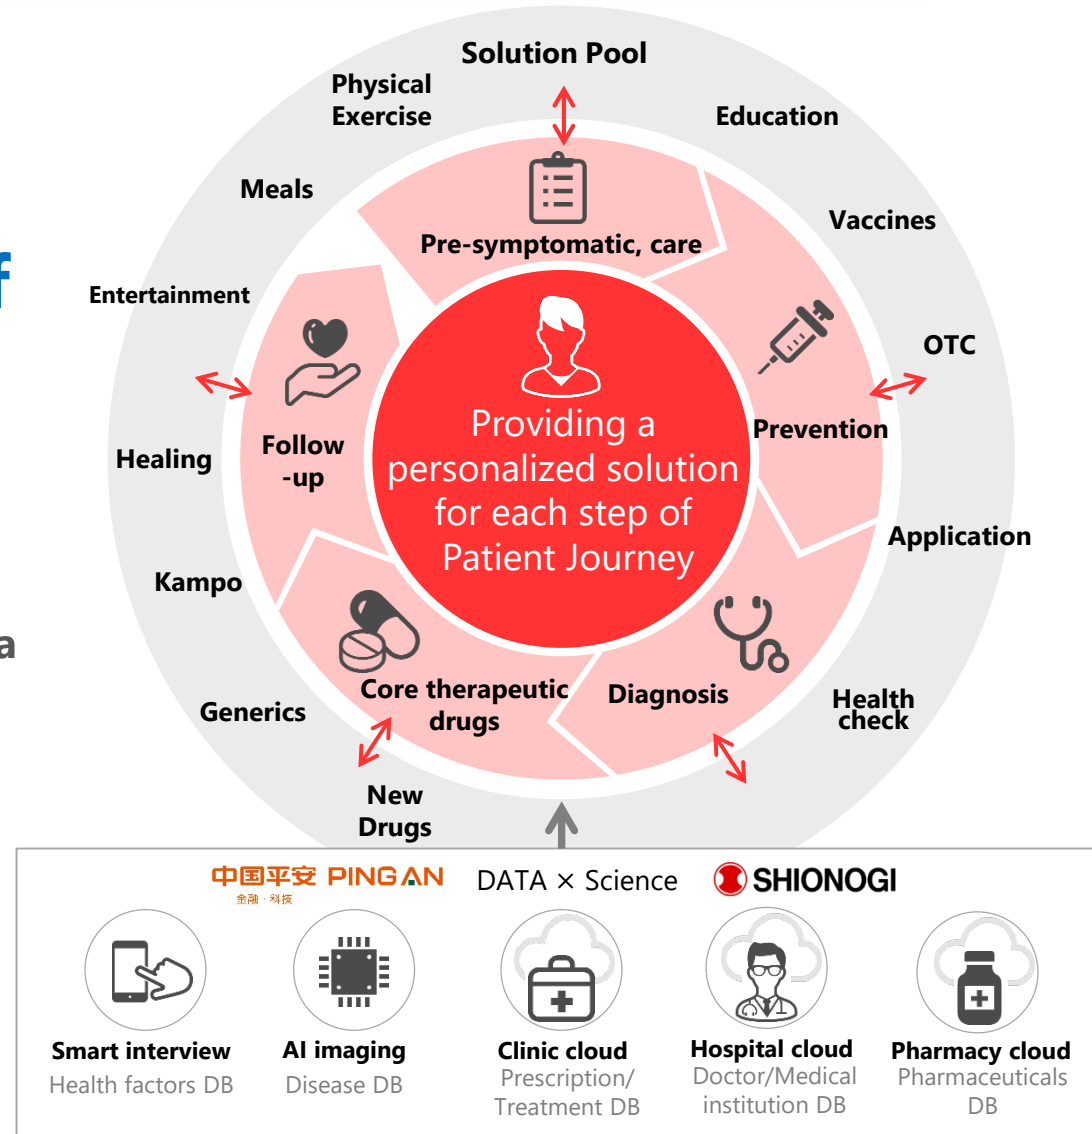 Solution Pool
Physical
Exercise
Education
Meals
Vaccines
Pre-symptomatic, care
f
Entertainment
OTC
Providing a
personalized solution
for each step of
Patient Journey
Prevention
Follow
-up
Healing
Application
Kampo
a
Core therapeutic
drugs
Diagnosis
Generics
Health
check
New
Drugs
中国平安 PING AN
金融·科技
DATA × Science
SHIONOGI
Smart interview
Health factors DB
AI imaging
Disease DB
Clinic cloud
Prescription/
Treatment DB
Hospital cloud
Doctor/Medical
institution DB
Pharmacy cloud
Pharmaceuticals
DB